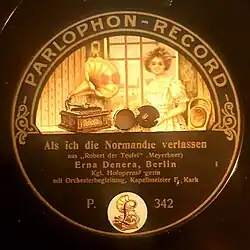 PARLOPHON-RECORD
Als ich die Normandie verlassen
aus „Robert der Teufel" (Meyerbeer)
Erna Denera, Berlin
Kgl. Hofopernsängerin
mit Orchesterbegleitung, Kapellmeister F. Kark
P. 342